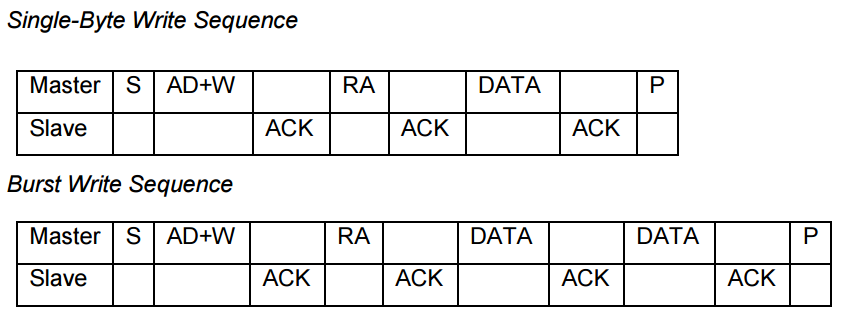 Single-Byte Write Sequence
Master S AD+W RA DATA P
Slave ACK ACK ACK
Burst Write Sequence
Master S AD+W RA DATA DATA P
Slave ACK ACK ACK ACK